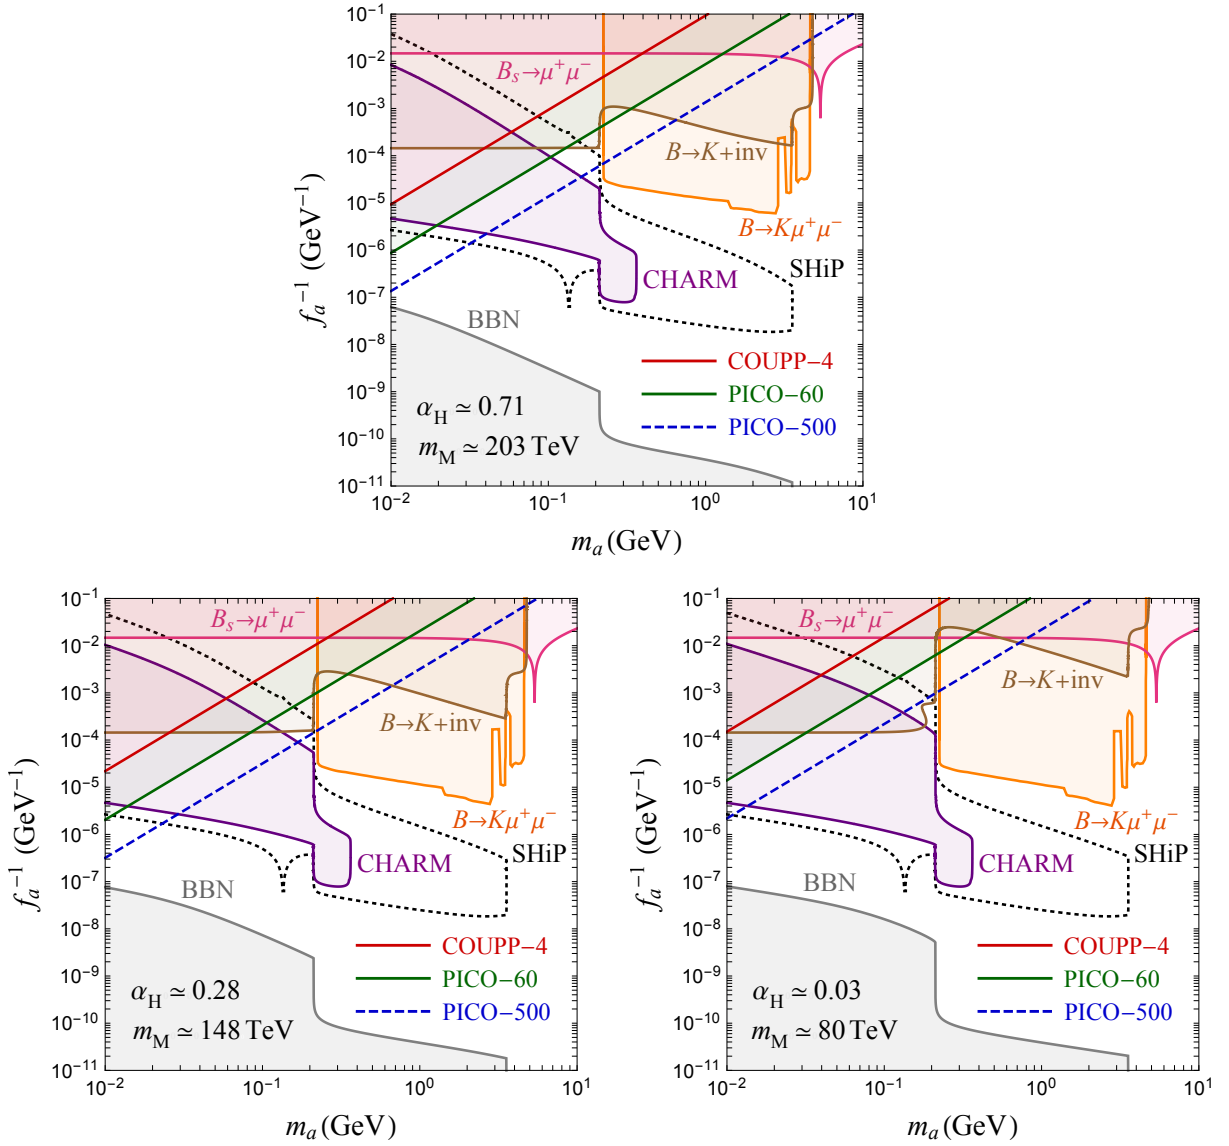 10⁻¹
10⁻²
10⁻³
10⁻⁴
10⁻⁵
10⁻⁶
10⁻⁷
10⁻⁸
10⁻⁹
10⁻¹⁰
10⁻¹¹
fₐ⁻¹ (GeV⁻¹)
Bₛ→μ⁺μ⁻
B→K+inv
B→Kμ⁺μ⁻
SHiP
CHARM
BBN
COUPP−4
PICO−60
PICO−500
α_H ≃ 0.71
m_M ≃ 203 TeV
10⁻² 10⁻¹ 10⁰ 10¹
mₐ (GeV)
10⁻¹
10⁻²
10⁻³
10⁻⁴
10⁻⁵
10⁻⁶
10⁻⁷
10⁻⁸
10⁻⁹
10⁻¹⁰
10⁻¹¹
fₐ⁻¹ (GeV⁻¹)
Bₛ→μ⁺μ⁻
B→K+inv
B→Kμ⁺μ⁻
SHiP
CHARM
BBN
COUPP−4
PICO−60
PICO−500
α_H ≃ 0.28
m_M ≃ 148 TeV
10⁻² 10⁻¹ 10⁰ 10¹
mₐ (GeV)
10⁻¹
10⁻²
10⁻³
10⁻⁴
10⁻⁵
10⁻⁶
10⁻⁷
10⁻⁸
10⁻⁹
10⁻¹⁰
10⁻¹¹
fₐ⁻¹ (GeV⁻¹)
Bₛ→μ⁺μ⁻
B→K+inv
B→Kμ⁺μ⁻
SHiP
CHARM
BBN
COUPP−4
PICO−60
PICO−500
α_H ≃ 0.03
m_M ≃ 80 TeV
10⁻² 10⁻¹ 10⁰ 10¹
mₐ (GeV)